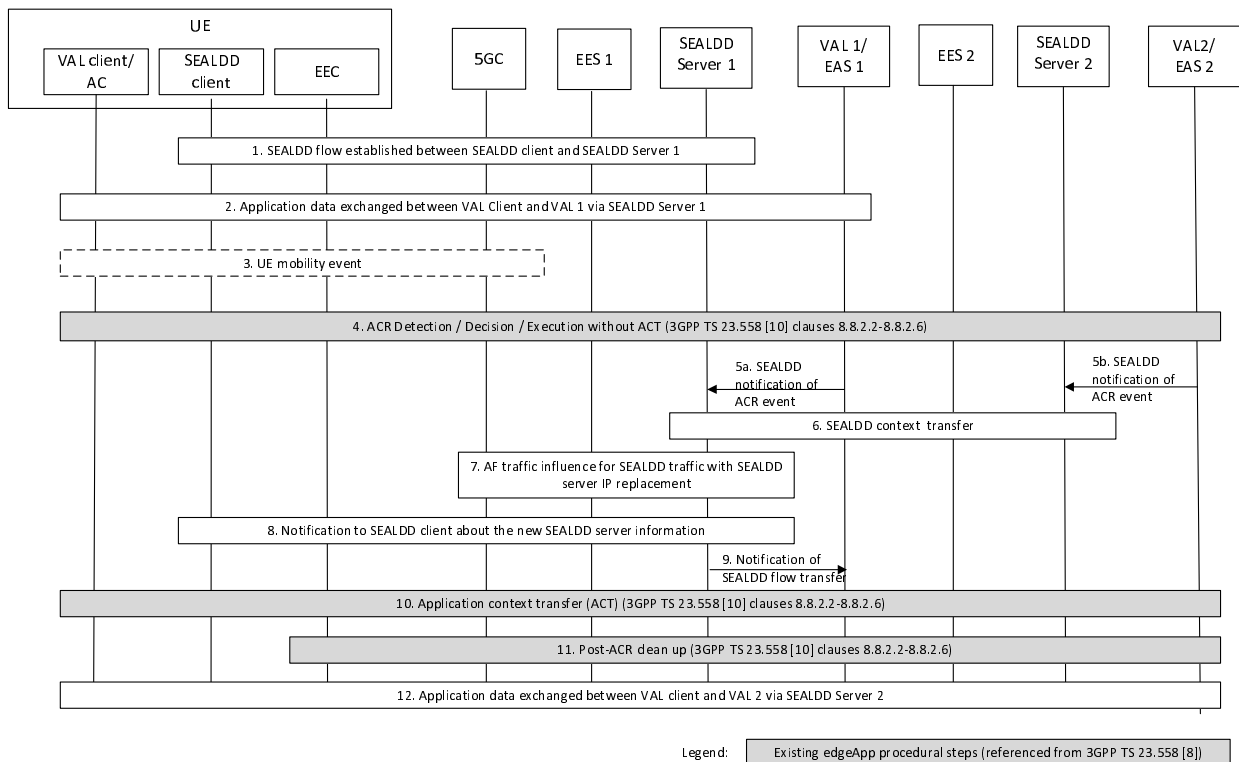 UE
VAL client/
AC
SEALDD
client
EEC
5GC
EES 1
SEALDD
Server 1
VAL 1/
EAS 1
EES 2
SEALDD
Server 2
VAL2/
EAS 2
1. SEALDD flow established between SEALDD client and SEALDD Server 1
2. Application data exchanged between VAL Client and VAL 1 via SEALDD Server 1
3. UE mobility event
4. ACR Detection / Decision / Execution without ACT (3GPP TS 23.558 [10] clauses 8.8.2.2-8.8.2.6)
5a. SEALDD
notification of
ACR event
5b. SEALDD
notification of
ACR event
6. SEALDD context transfer
7. AF traffic influence for SEALDD traffic with SEALDD
server IP replacement
8. Notification to SEALDD client about the new SEALDD server information
9. Notification of
SEALDD flow transfer
10. Application context transfer (ACT) (3GPP TS 23.558 [10] clauses 8.8.2.2-8.8.2.6)
11. Post-ACR clean up (3GPP TS 23.558 [10] clauses 8.8.2.2-8.8.2.6)
12. Application data exchanged between VAL client and VAL 2 via SEALDD Server 2
Legend:
Existing edgeApp procedural steps (referenced from 3GPP TS 23.558 [8])